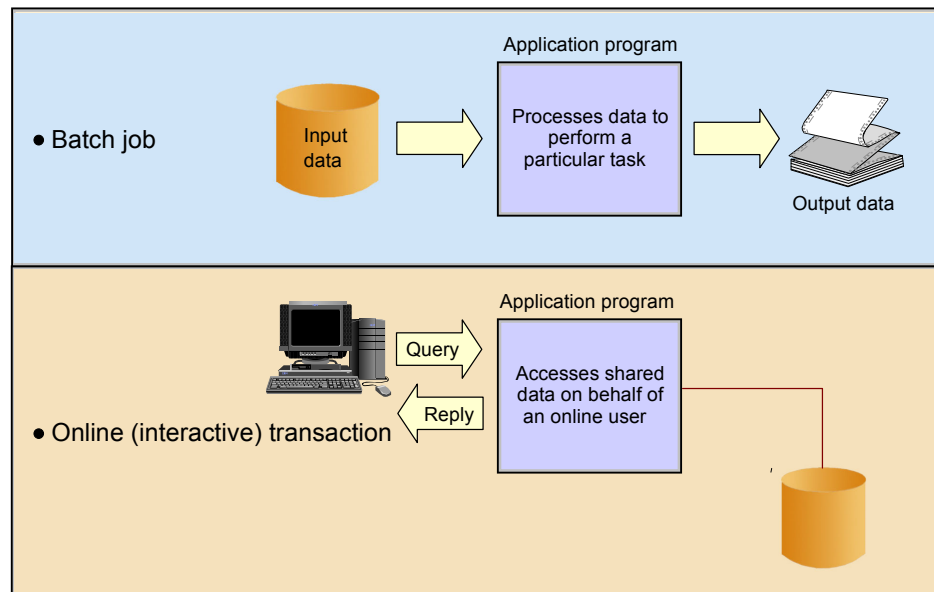 Application program
Input
data
Processes data to
perform a
particular task
● Batch job
Output data
Application program
Query
Reply
Accesses shared
data on behalf of
an online user
● Online (interactive) transaction